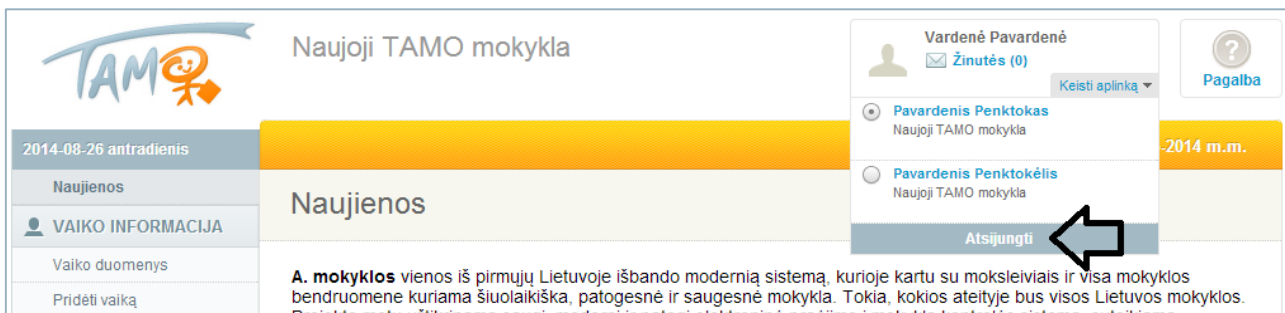 TAMO
Naujoji TAMO mokykla
Vardenė Pavardenė
Žinutės (0)
Keisti aplinką
Pagalba
Pavardenis Penktokas
Naujoji TAMO mokykla
Pavardenis Penktokėlis
Naujoji TAMO mokykla
Atsijungti
2014-08-26 antradienis
-2014 m.m.
Naujienos
VAIKO INFORMACIJA
Vaiko duomenys
Pridėti vaiką
Naujienos
A. mokyklos vienos iš pirmųjų Lietuvoje išbando modernią sistemą, kurioje kartu su moksleiviais ir visa mokyklos
bendruomene kuriama šiuolaikiška, patogesnė ir saugesnė mokykla. Tokia, kokios ateityje bus visos Lietuvos mokyklos.